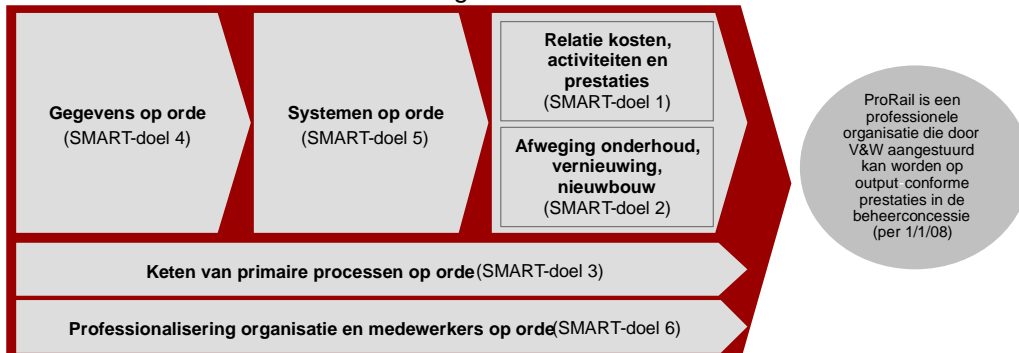 Gegevens op orde
(SMART-doel 4)
Systemen op orde
(SMART-doel 5)
Relatie kosten,
activiteiten en
prestaties
(SMART-doel 1)
Afweging onderhoud,
vernieuwing,
nieuwbouw
(SMART-doel 2)
Keten van primaire processen op orde (SMART-doel 3)
Professionalisering organisatie en medewerkers op orde(SMART-doel 6)
ProRail is een
professionele
organisatie die door
V&W aangestuurd
kan worden op
output-conforme
prestaties in de
beheerconcessie
(per 1/1/08)